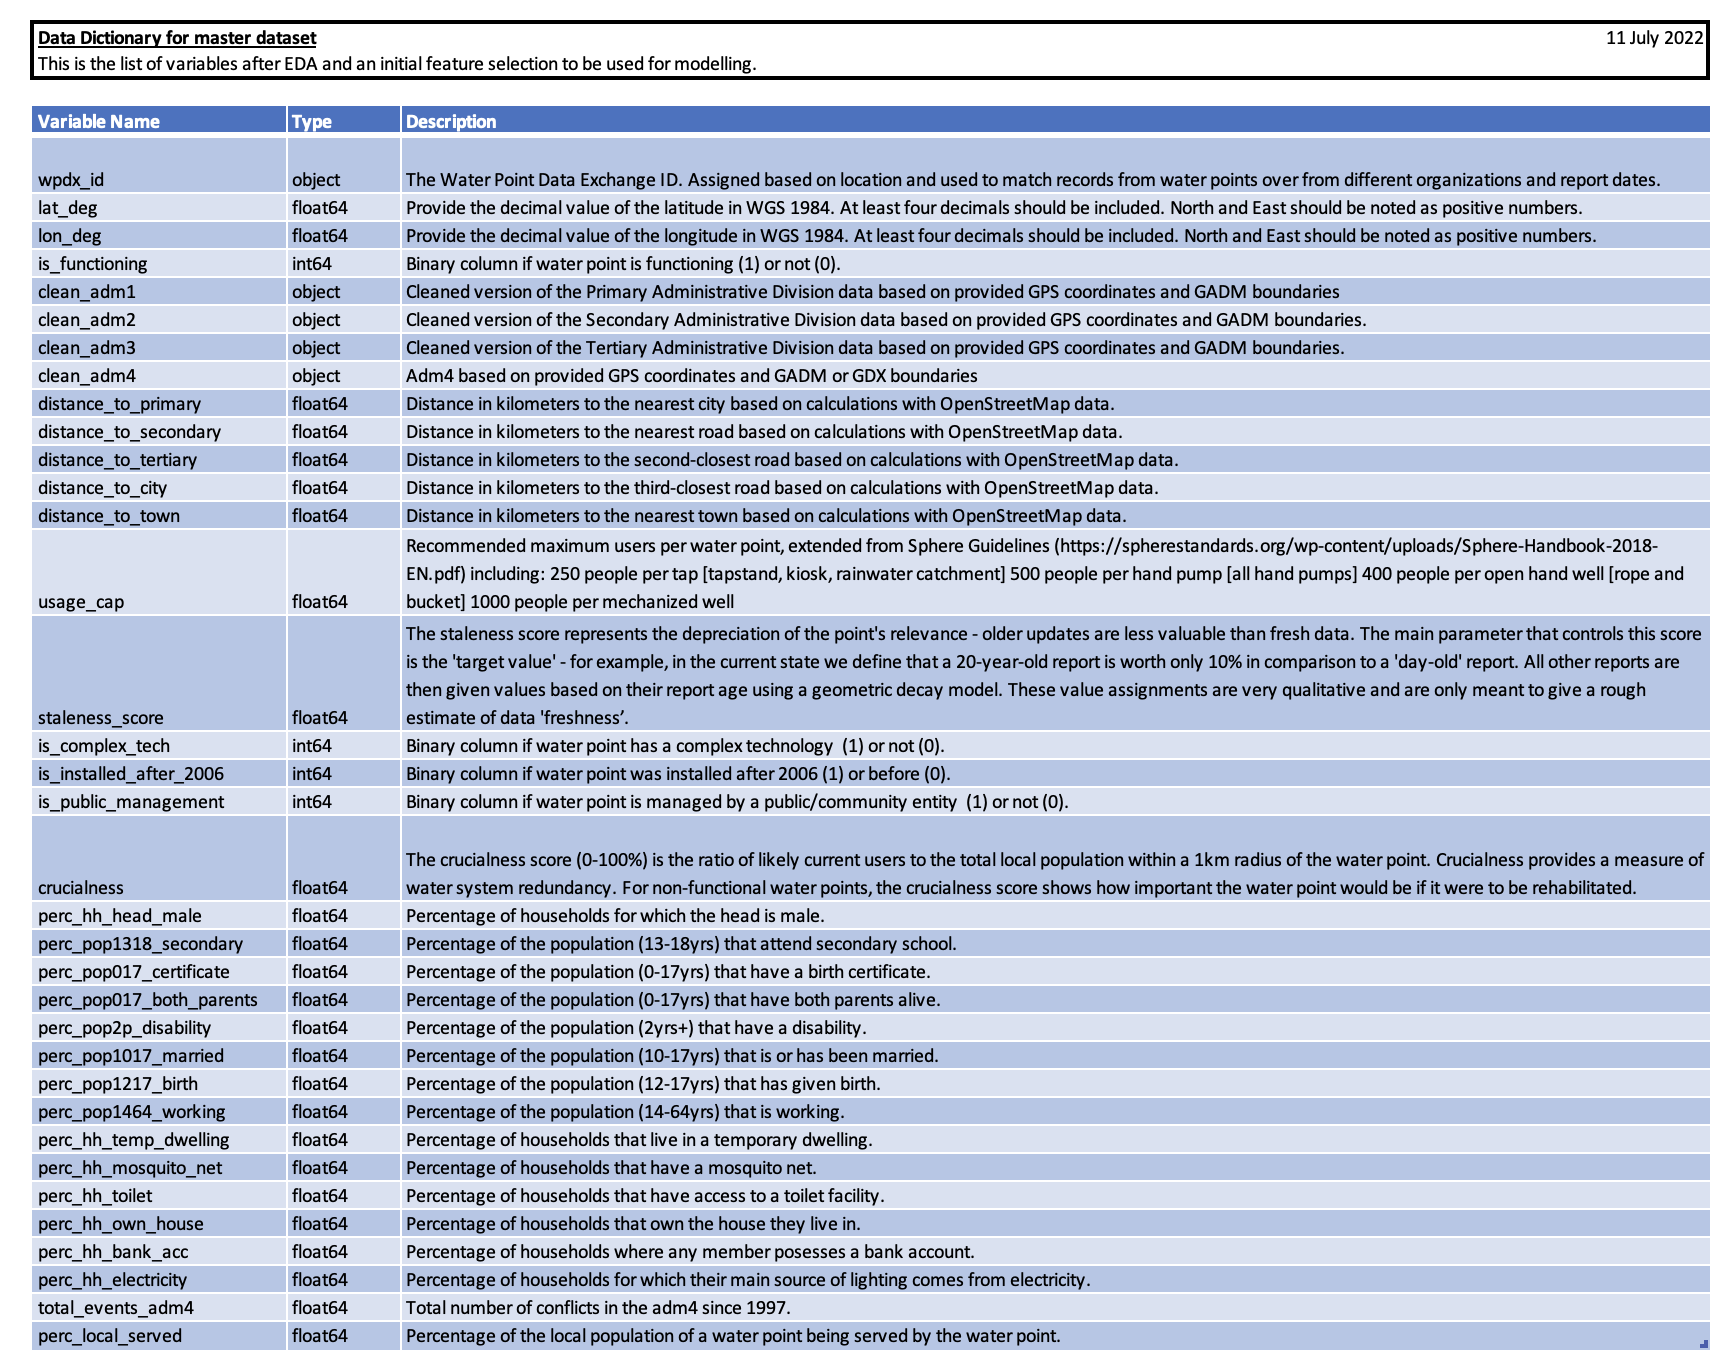 Data Dictionary for master dataset 11 July 2022
This is the list of variables after EDA and an initial feature selection to be used for modelling.
Variable Name Type Description
wpdx_id object The Water Point Data Exchange ID. Assigned based on location and used to match records from water points over from different organizations and report dates.
lat_deg float64 Provide the decimal value of the latitude in WGS 1984. At least four decimals should be included. North and East should be noted as positive numbers.
lon_deg float64 Provide the decimal value of the longitude in WGS 1984. At least four decimals should be included. North and East should be noted as positive numbers.
is_functioning int64 Binary column if water point is functioning (1) or not (0).
clean_adm1 object Cleaned version of the Primary Administrative Division data based on provided GPS coordinates and GADM boundaries
clean_adm2 object Cleaned version of the Secondary Administrative Division data based on provided GPS coordinates and GADM boundaries.
clean_adm3 object Cleaned version of the Tertiary Administrative Division data based on provided GPS coordinates and GADM boundaries.
clean_adm4 object Adm4 based on provided GPS coordinates and GADM or GDX boundaries
distance_to_primary float64 Distance in kilometers to the nearest city based on calculations with OpenStreetMap data.
distance_to_secondary float64 Distance in kilometers to the nearest road based on calculations with OpenStreetMap data.
distance_to_tertiary float64 Distance in kilometers to the second-closest road based on calculations with OpenStreetMap data.
distance_to_city float64 Distance in kilometers to the third-closest road based on calculations with OpenStreetMap data.
distance_to_town float64 Distance in kilometers to the nearest town based on calculations with OpenStreetMap data.
Recommended maximum users per water point, extended from Sphere Guidelines (https://spherestandards.org/wp-content/uploads/Sphere-Handbook-2018-
EN.pdf) including: 250 people per tap [tapstand, kiosk, rainwater catchment] 500 people per hand pump [all hand pumps] 400 people per open hand well [rope and
usage_cap float64 bucket] 1000 people per mechanized well
The staleness score represents the depreciation of the point's relevance - older updates are less valuable than fresh data. The main parameter that controls this score
is the 'target value' - for example, in the current state we define that a 20-year-old report is worth only 10% in comparison to a 'day-old' report. All other reports are
then given values based on their report age using a geometric decay model. These value assignments are very qualitative and are only meant to give a rough
staleness_score float64 estimate of data 'freshness’.
is_complex_tech int64 Binary column if water point has a complex technology  (1) or not (0).
is_installed_after_2006 int64 Binary column if water point was installed after 2006 (1) or before (0).
is_public_management int64 Binary column if water point is managed by a public/community entity  (1) or not (0).
The crucialness score (0-100%) is the ratio of likely current users to the total local population within a 1km radius of the water point. Crucialness provides a measure of
crucialness float64 water system redundancy. For non-functional water points, the crucialness score shows how important the water point would be if it were to be rehabilitated.
perc_hh_head_male float64 Percentage of households for which the head is male.
perc_pop1318_secondary float64 Percentage of the population (13-18yrs) that attend secondary school.
perc_pop017_certificate float64 Percentage of the population (0-17yrs) that have a birth certificate.
perc_pop017_both_parents float64 Percentage of the population (0-17yrs) that have both parents alive.
perc_pop2p_disability float64 Percentage of the population (2yrs+) that have a disability.
perc_pop1017_married float64 Percentage of the population (10-17yrs) that is or has been married.
perc_pop1217_birth float64 Percentage of the population (12-17yrs) that has given birth.
perc_pop1464_working float64 Percentage of the population (14-64yrs) that is working.
perc_hh_temp_dwelling float64 Percentage of households that live in a temporary dwelling.
perc_hh_mosquito_net float64 Percentage of households that have a mosquito net.
perc_hh_toilet float64 Percentage of households that have access to a toilet facility.
perc_hh_own_house float64 Percentage of households that own the house they live in.
perc_hh_bank_acc float64 Percentage of households where any member posesses a bank account.
perc_hh_electricity float64 Percentage of households for which their main source of lighting comes from electricity.
total_events_adm4 float64 Total number of conflicts in the adm4 since 1997.
perc_local_served float64 Percentage of the local population of a water point being served by the water point.